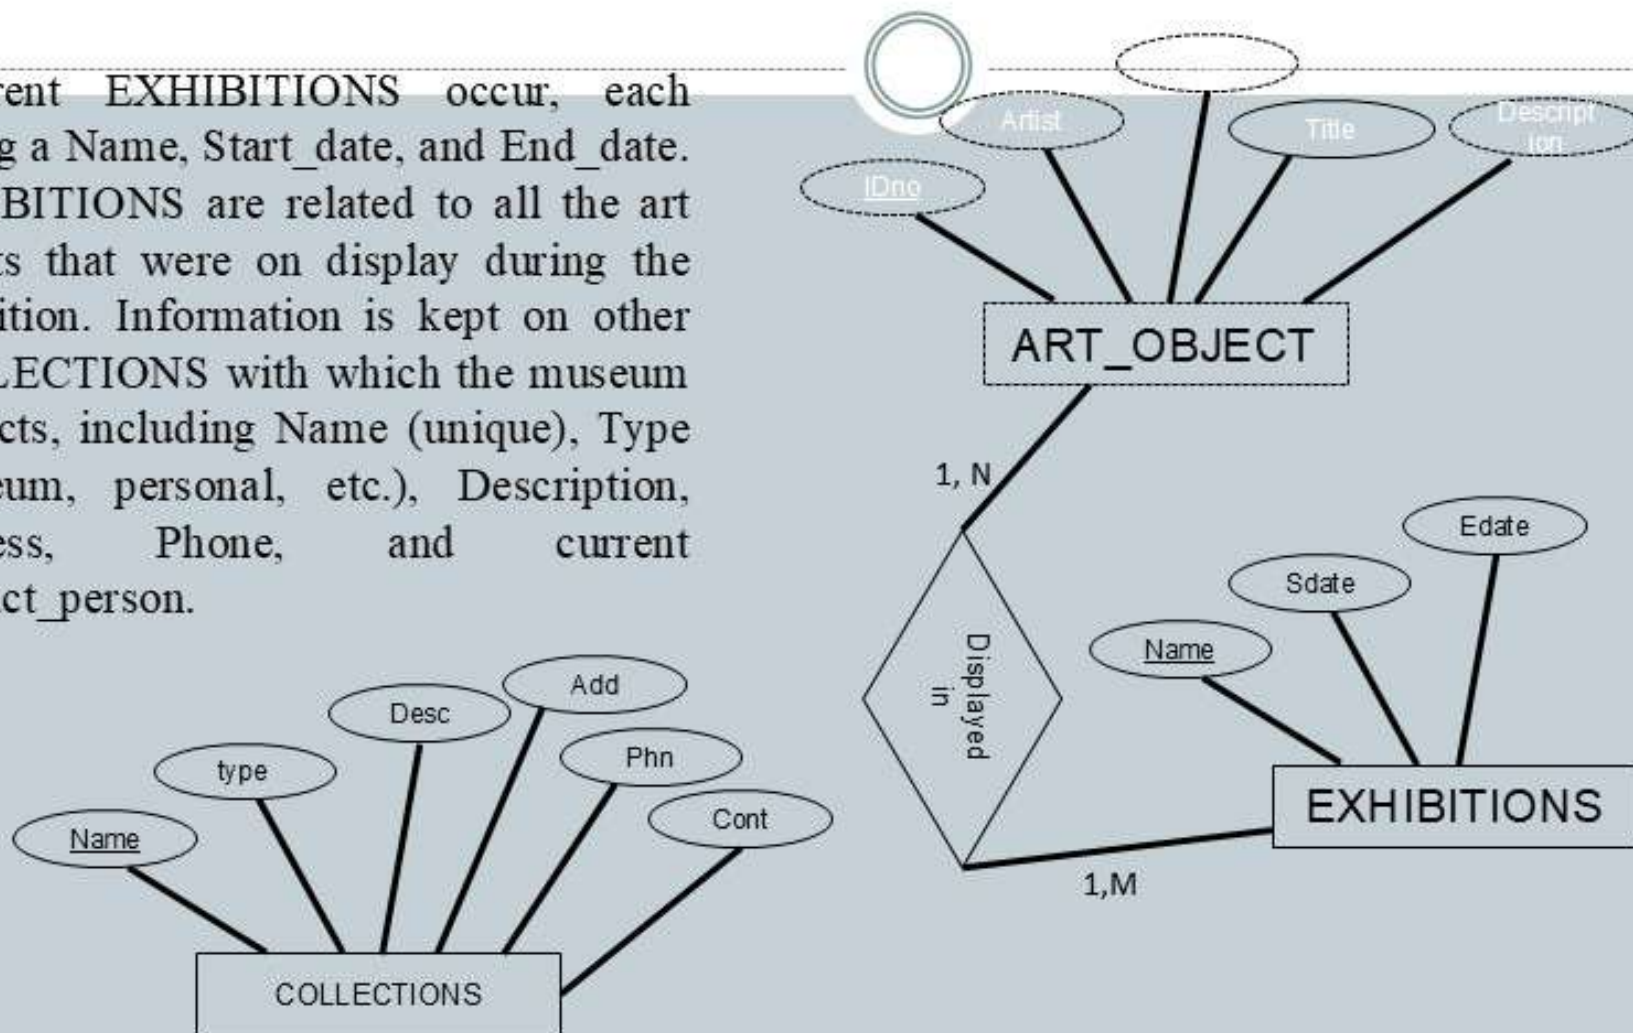 rent EXHIBITIONS occur, each
g a Name, Start_date, and End_date.
BITIONS are related to all the art
ts that were on display during the
ition. Information is kept on other
LECTIONS with which the museum
cts, including Name (unique), Type
eum, personal, etc.), Description,
ess, Phone, and current
ct_person.
Artist
Title
Descript
ion
IDno
ART_OBJECT
1, N
Displayed
in
1,M
Edate
Sdate
Name
EXHIBITIONS
Add
Desc
Phn
type
Cont
Name
COLLECTIONS